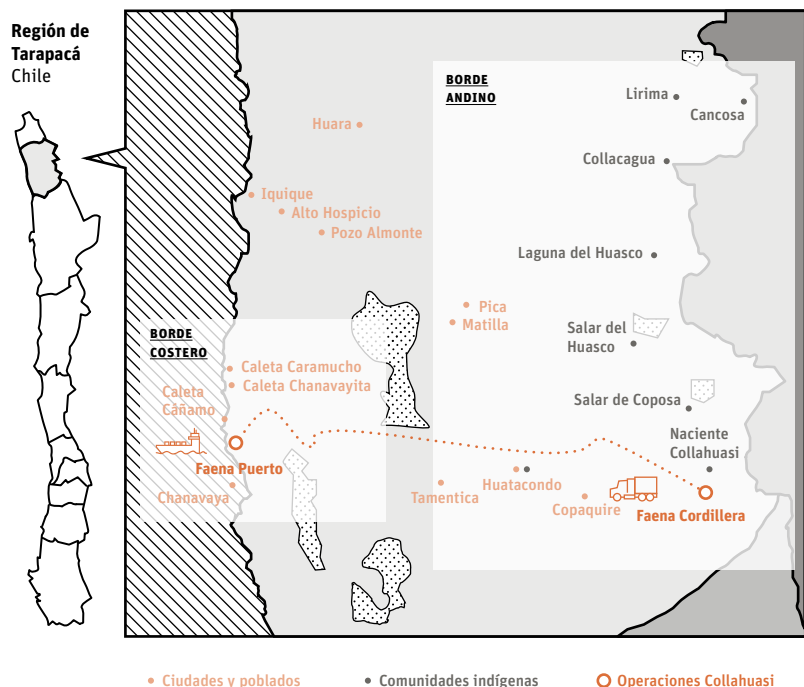 Región de
Tarapacá
Chile
BORDE
ANDINO
Lirima
Cancosa
Huara
Collacagua
Iquique
Alto Hospicio
Pozo Almonte
Laguna del Huasco
Pica
Matilla
BORDE
COSTERO
Salar del
Huasco
Caleta Caramucho
Caleta Chanavayita
Caleta
Cáñamo
Salar de Coposa
Naciente
Collahuasi
Faena Puerto
Chanavaya
Tamentica
Huatacondo
Copaquire
Faena Cordillera
Ciudades y poblados
Comunidades indígenas
Operaciones Collahuasi